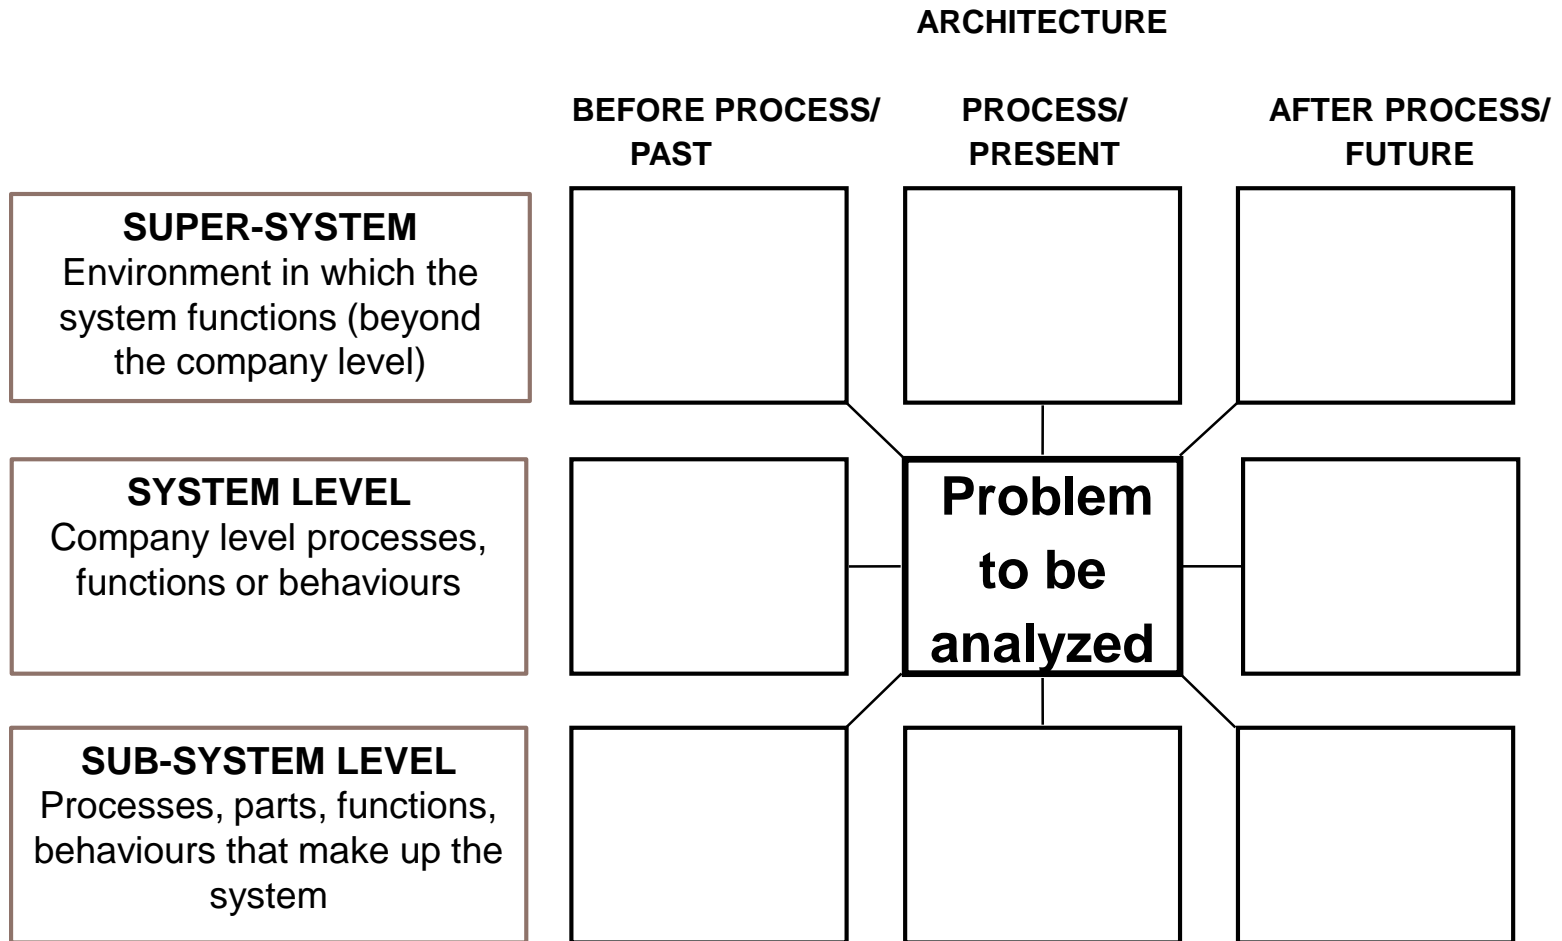 ARCHITECTURE
BEFORE PROCESS/
PAST
PROCESS/
PRESENT
AFTER PROCESS/
FUTURE
SUPER-SYSTEM
Environment in which the
system functions (beyond
the company level)
SYSTEM LEVEL
Company level processes,
functions or behaviours
Problem
to be
analyzed
SUB-SYSTEM LEVEL
Processes, parts, functions,
behaviours that make up the
system